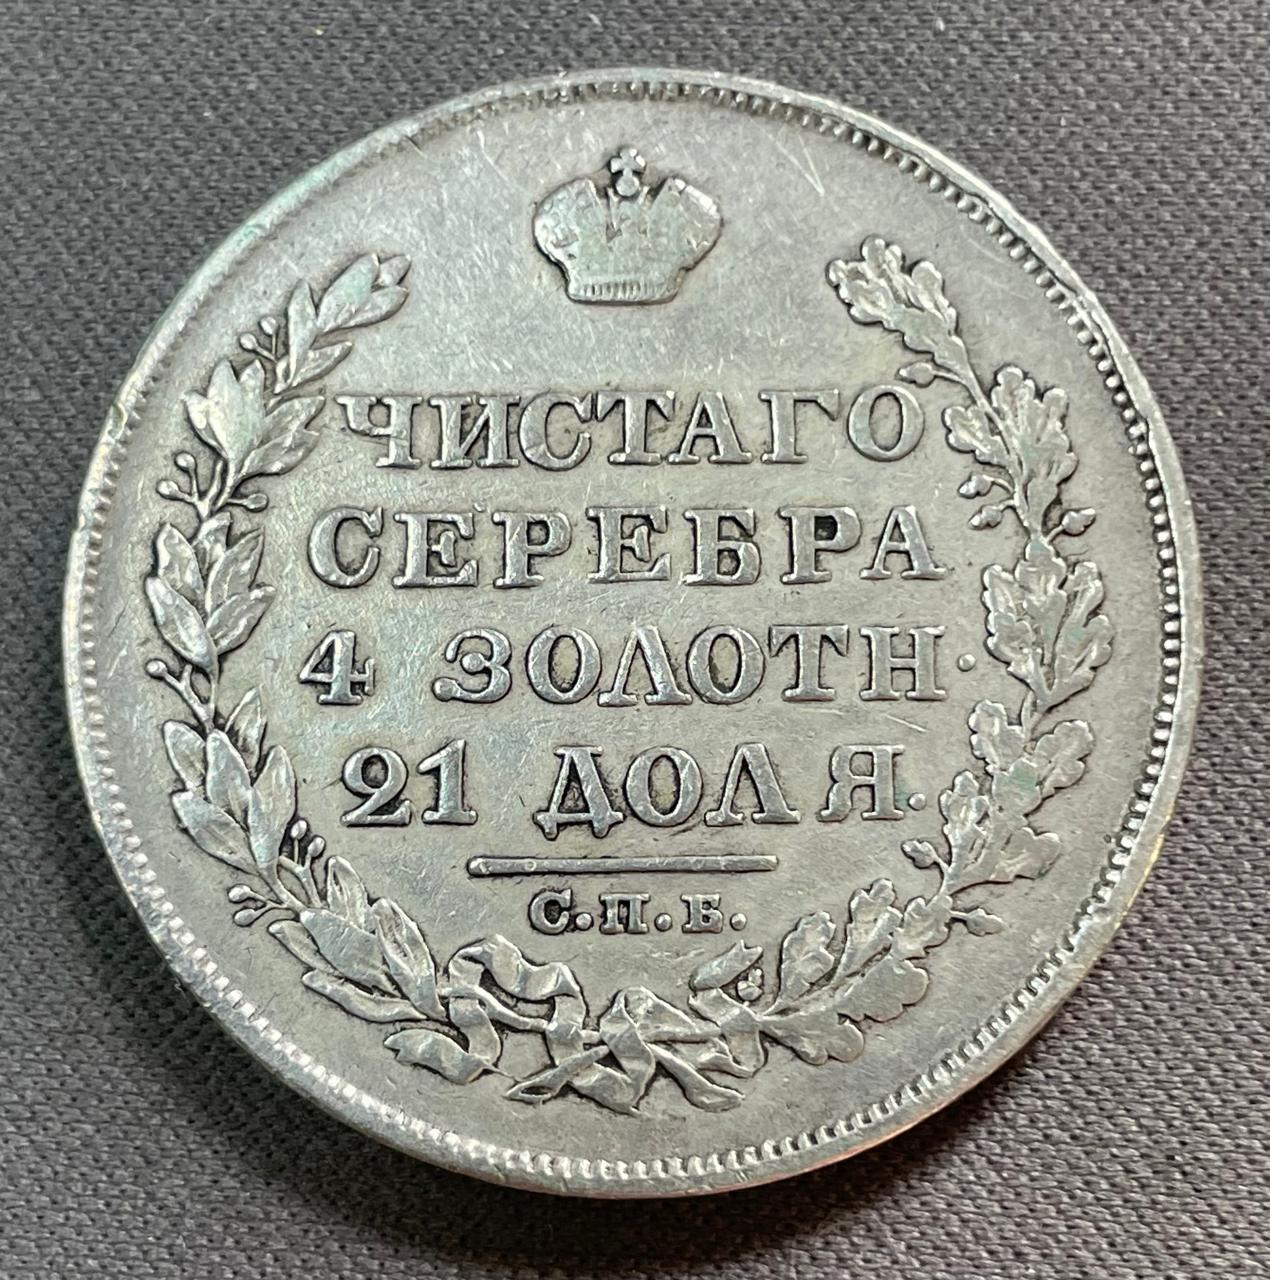 ЧИСТАГО
СЕРЕБРА
4 ЗОЛОТН.
21 ДОЛЯ.
С.П.Б.